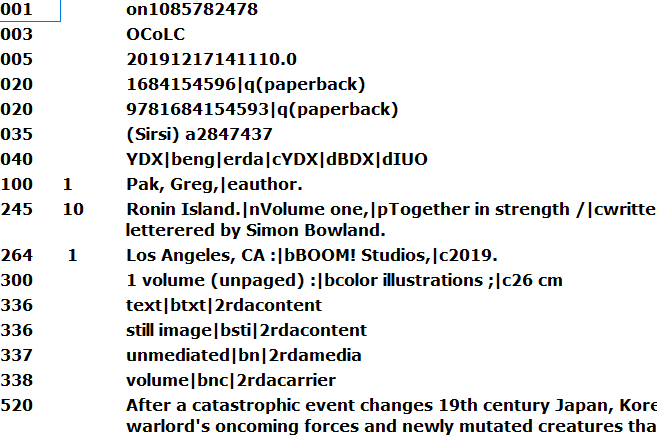 001 on1085782478
003 OCoLC
005 20191217141110.0
020 1684154596|q(paperback)
020 9781684154593|q(paperback)
035 (Sirsi) a2847437
040 YDX|beng|erda|cYDX|dBDX|dIUO
100 1 Pak, Greg,|eauthor.
245 10 Ronin Island.|nVolume one,|pTogether in strength /|cwritte
letterered by Simon Bowland.
264 1 Los Angeles, CA :|bBOOM! Studios,|c2019.
300 1 volume (unpaged) :|bcolor illustrations ;|c26 cm
336 text|btxt|2rdacontent
336 still image|bsti|2rdacontent
337 unmediated|bn|2rdamedia
338 volume|bnc|2rdacarrier
520 After a catastrophic event changes 19th century Japan, Kore
warlord's oncoming forces and newly mutated creatures tha